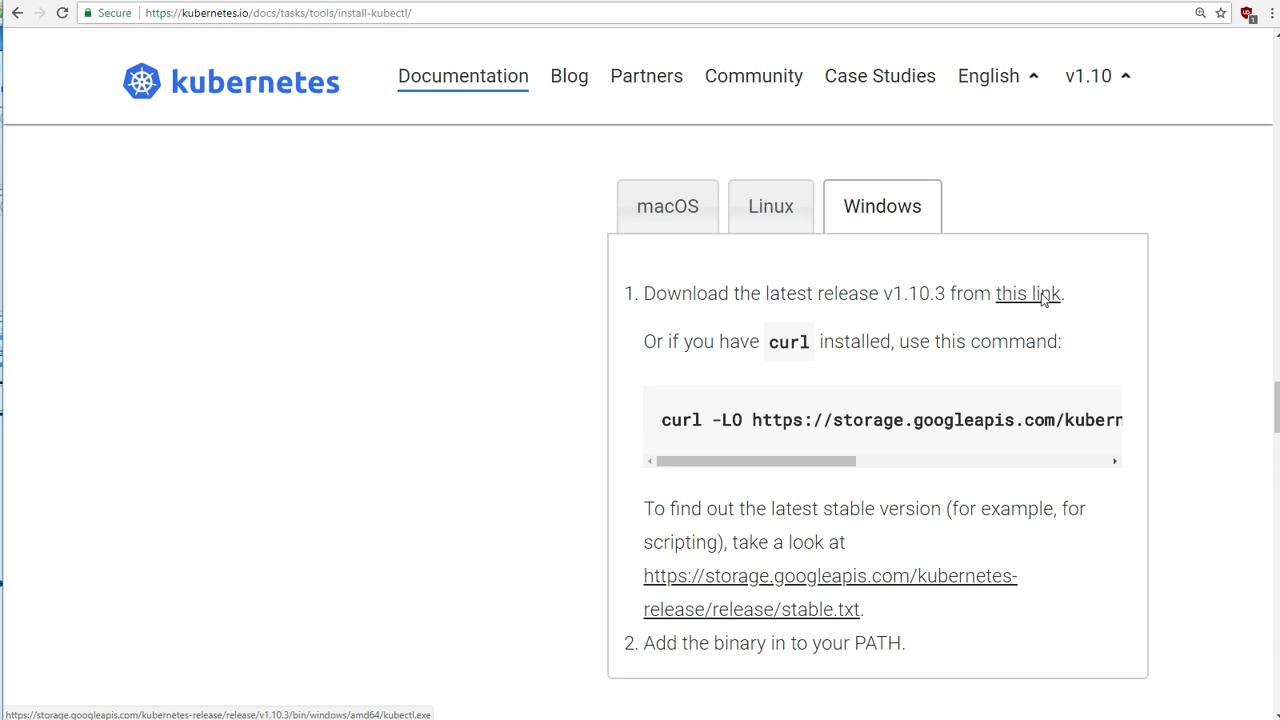 Secure https://kubernetes.io/docs/tasks/tools/install-kubectl/
kubernetes Documentation Blog Partners Community Case Studies English v1.10
macOS Linux Windows
1. Download the latest release v1.10.3 from this link.
Or if you have curl installed, use this command:
curl -LO https://storage.googleapis.com/kubern
To find out the latest stable version (for example, for
scripting), take a look at
https://storage.googleapis.com/kubernetes-
release/release/stable.txt.
2. Add the binary in to your PATH.
https://storage.googleapis.com/kubernetes-release/release/v1.10.3/bin/windows/amd64/kubectl.exe